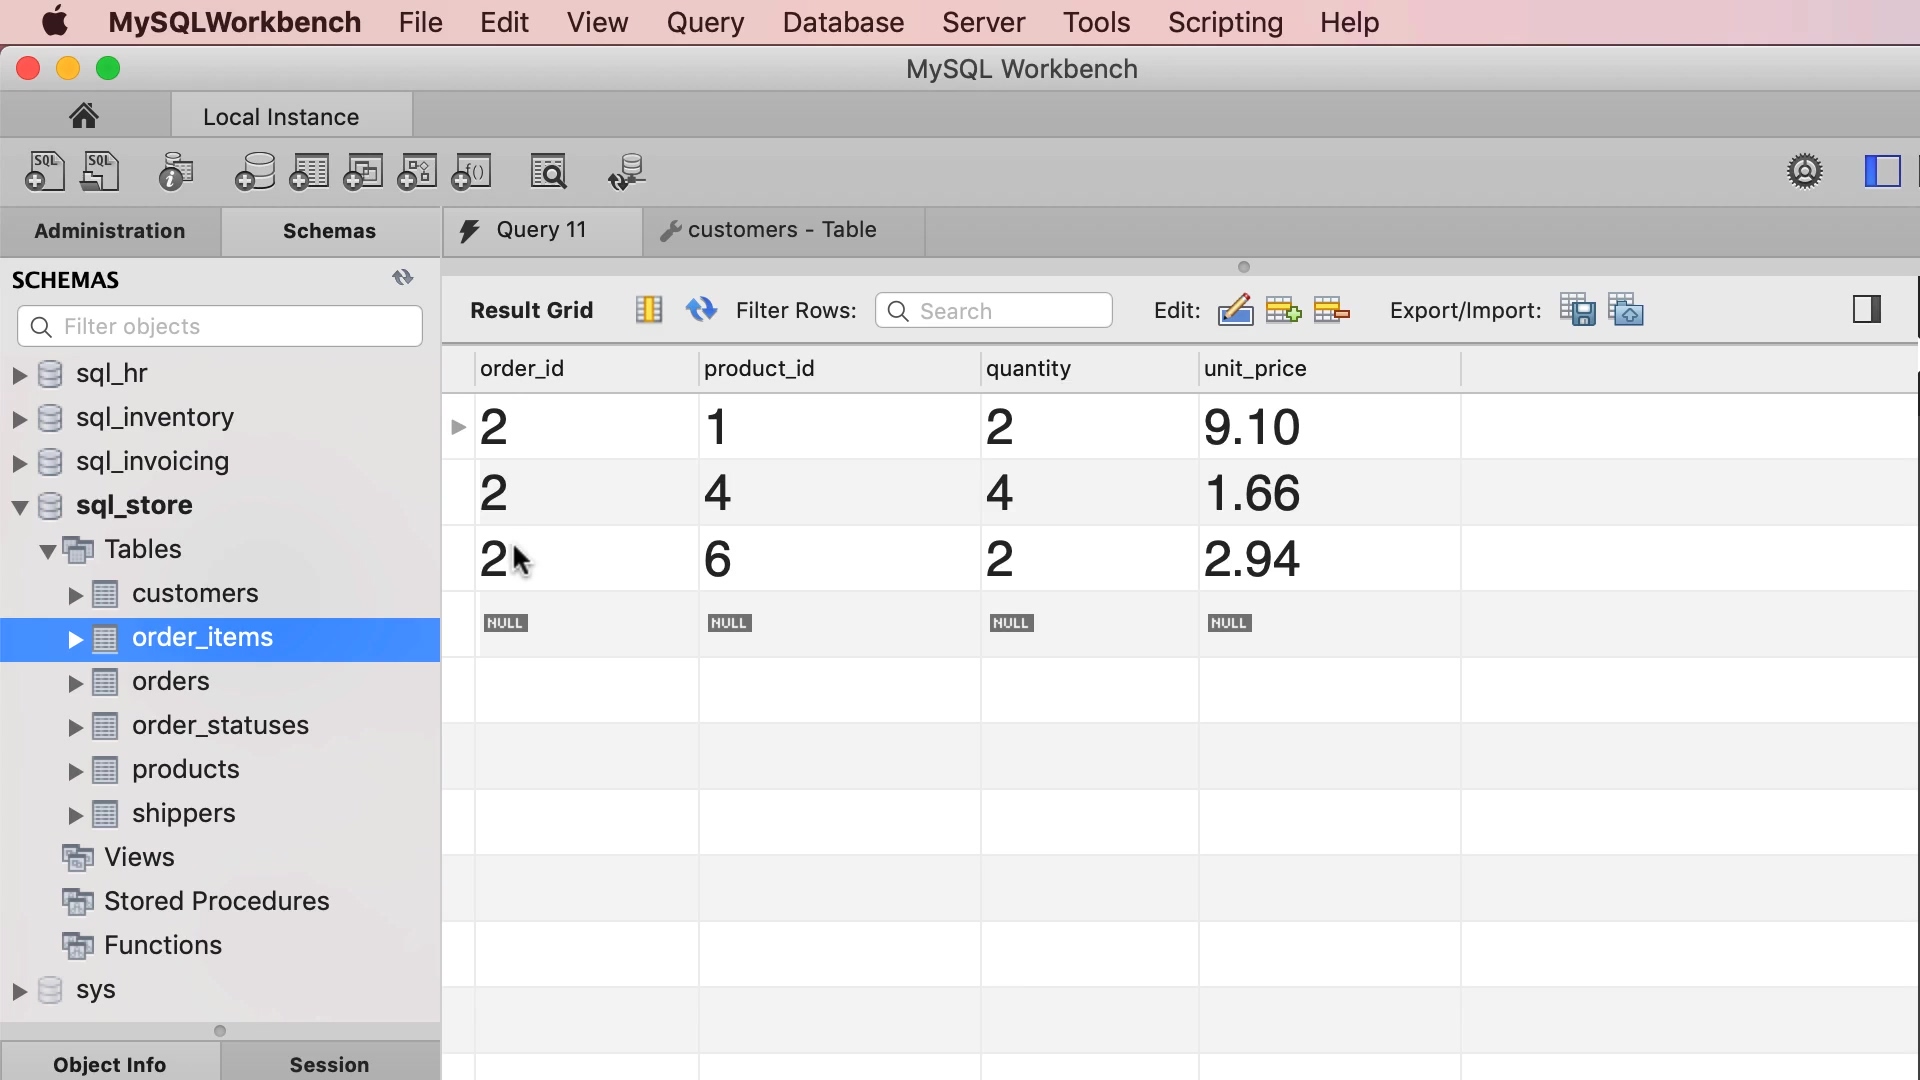 MySQLWorkbench File Edit View Query Database Server Tools Scripting Help
MySQL Workbench
Local Instance
SQL SQL f()
Administration Schemas Query 11 customers - Table
SCHEMAS
Filter objects
Result Grid Filter Rows: Search Edit: Export/Import:
order_id product_id quantity unit_price
2 1 2 9.10
2 4 4 1.66
2 6 2 2.94
NULL NULL NULL NULL
sql_hr
sql_inventory
sql_invoicing
sql_store
Tables
customers
order_items
orders
order_statuses
products
shippers
Views
Stored Procedures
Functions
sys
Object Info Session